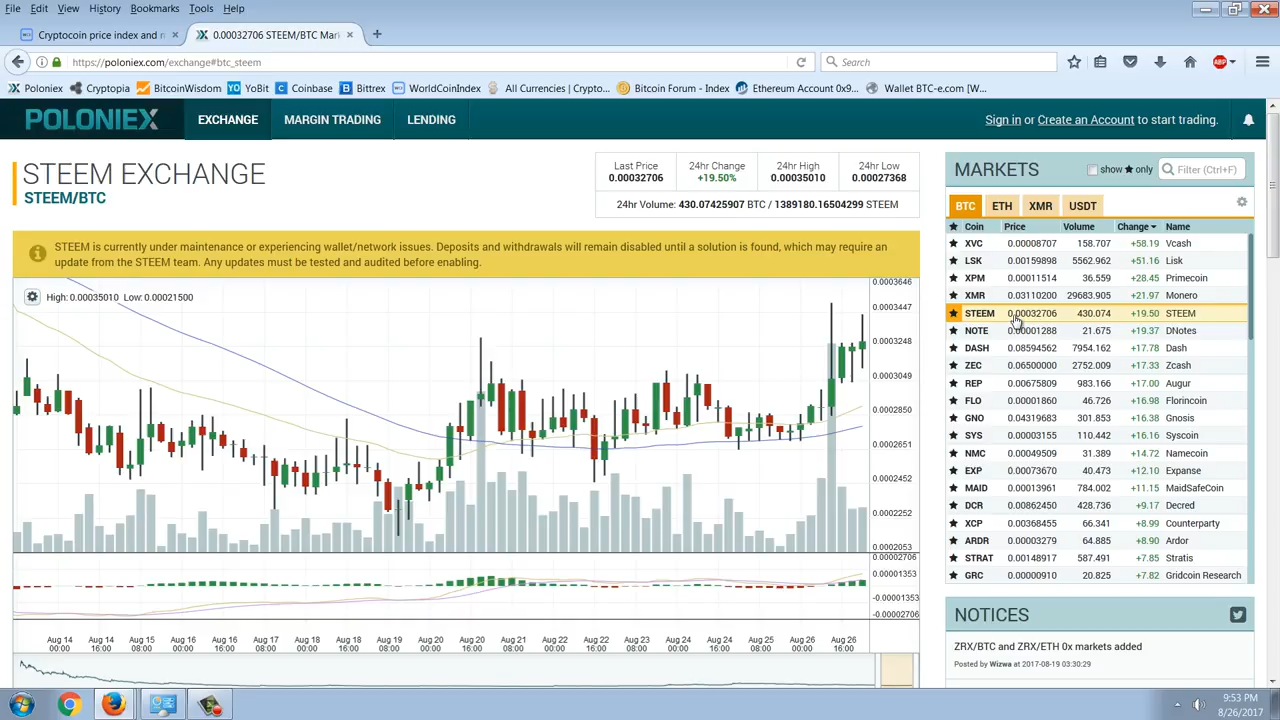 File Edit View History Bookmarks Tools Help
Cryptocoin price index and
0.00032706 STEEM/BTC Mar
https://poloniex.com/exchange#btc_steem
Search
Poloniex Cryptopia BitcoinWisdom YoBit Coinbase Bittrex WorldCoinIndex All Currencies | Crypto... Bitcoin Forum - Index Ethereum Account 0x9... Wallet BTC-e.com [W...
POLONIEX EXCHANGE MARGIN TRADING LENDING Sign in or Create an Account to start trading.
STEEM EXCHANGE
STEEM/BTC
Last Price 24hr Change 24hr High 24hr Low
0.00032706 +19.50% 0.00035010 0.00027368
24hr Volume: 430.07425907 BTC / 1389180.16504299 STEEM
STEEM is currently under maintenance or experiencing wallet/network issues. Deposits and withdrawals will remain disabled until a solution is found, which may require an
update from the STEEM team. Any updates must be tested and audited before enabling.
High: 0.00035010 Low: 0.00021500
0.0003646
0.0003447
0.0003248
0.0003049
0.0002850
0.0002651
0.0002452
0.0002252
0.0002053
0.00002706
0.00001353
-0.00001353
-0.00002706
Aug 14 Aug 14 Aug 15 Aug 16 Aug 16 Aug 17 Aug 18 Aug 18 Aug 19 Aug 20 Aug 20 Aug 21 Aug 22 Aug 22 Aug 23 Aug 24 Aug 24 Aug 25 Aug 26 Aug 26
00:00 16:00 08:00 00:00 16:00 08:00 00:00 16:00 08:00 00:00 16:00 08:00 00:00 16:00 08:00 00:00 16:00 08:00 00:00 16:00
MARKETS show only Filter (Ctrl+F)
BTC ETH XMR USDT
Coin Price Volume Change Name
XVC 0.00008707 158.707 +58.19 Vcash
LSK 0.00159898 5562.962 +51.16 Lisk
XPM 0.00011514 36.559 +28.45 Primecoin
XMR 0.03110200 29683.905 +21.97 Monero
STEEM 0.00032706 430.074 +19.50 STEEM
NOTE 0.00001288 21.675 +19.37 DNotes
DASH 0.08594562 7954.162 +17.78 Dash
ZEC 0.06500000 2752.009 +17.33 Zcash
REP 0.00675809 983.166 +17.00 Augur
FLO 0.00001860 46.726 +16.98 Florincoin
GNO 0.04319683 301.853 +16.38 Gnosis
SYS 0.00003155 110.442 +16.16 Syscoin
NMC 0.00049509 31.389 +14.72 Namecoin
EXP 0.00073670 40.473 +12.10 Expanse
MAID 0.00013961 784.002 +11.15 MaidSafeCoin
DCR 0.00862450 428.736 +9.17 Decred
XCP 0.00368455 66.341 +8.99 Counterparty
ARDR 0.00003279 64.885 +8.90 Ardor
STRAT 0.00148917 587.491 +7.85 Stratis
GRC 0.00000910 20.825 +7.82 Gridcoin Research
NOTICES
ZRX/BTC and ZRX/ETH 0x markets added
Posted by Wizwa at 2017-08-19 03:30:29
9:53 PM
8/26/2017